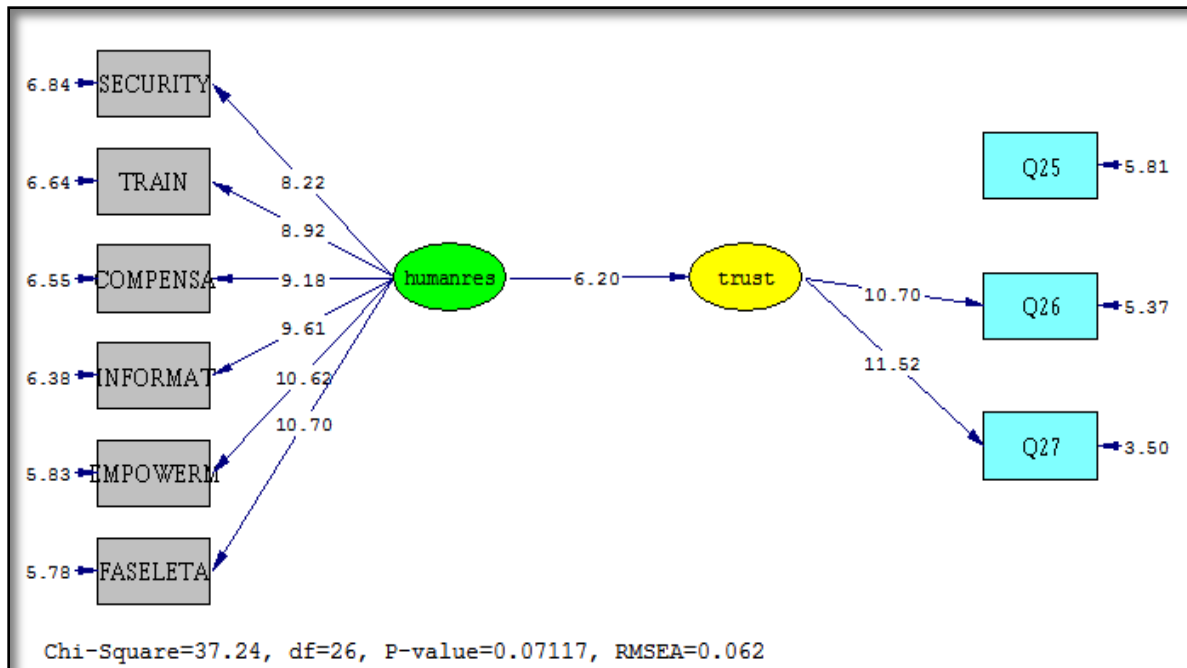 6.84 SECURITY
6.64 TRAIN
6.55 COMPENSA
6.38 INFORMAT
5.83 EMPOWERM
5.78 FASELETA
8.22
8.92
9.18
9.61
10.62
10.70
humanres
6.20
trust
10.70
11.52
Q25 5.81
Q26 5.37
Q27 3.50
Chi-Square=37.24, df=26, P-value=0.07117, RMSEA=0.062